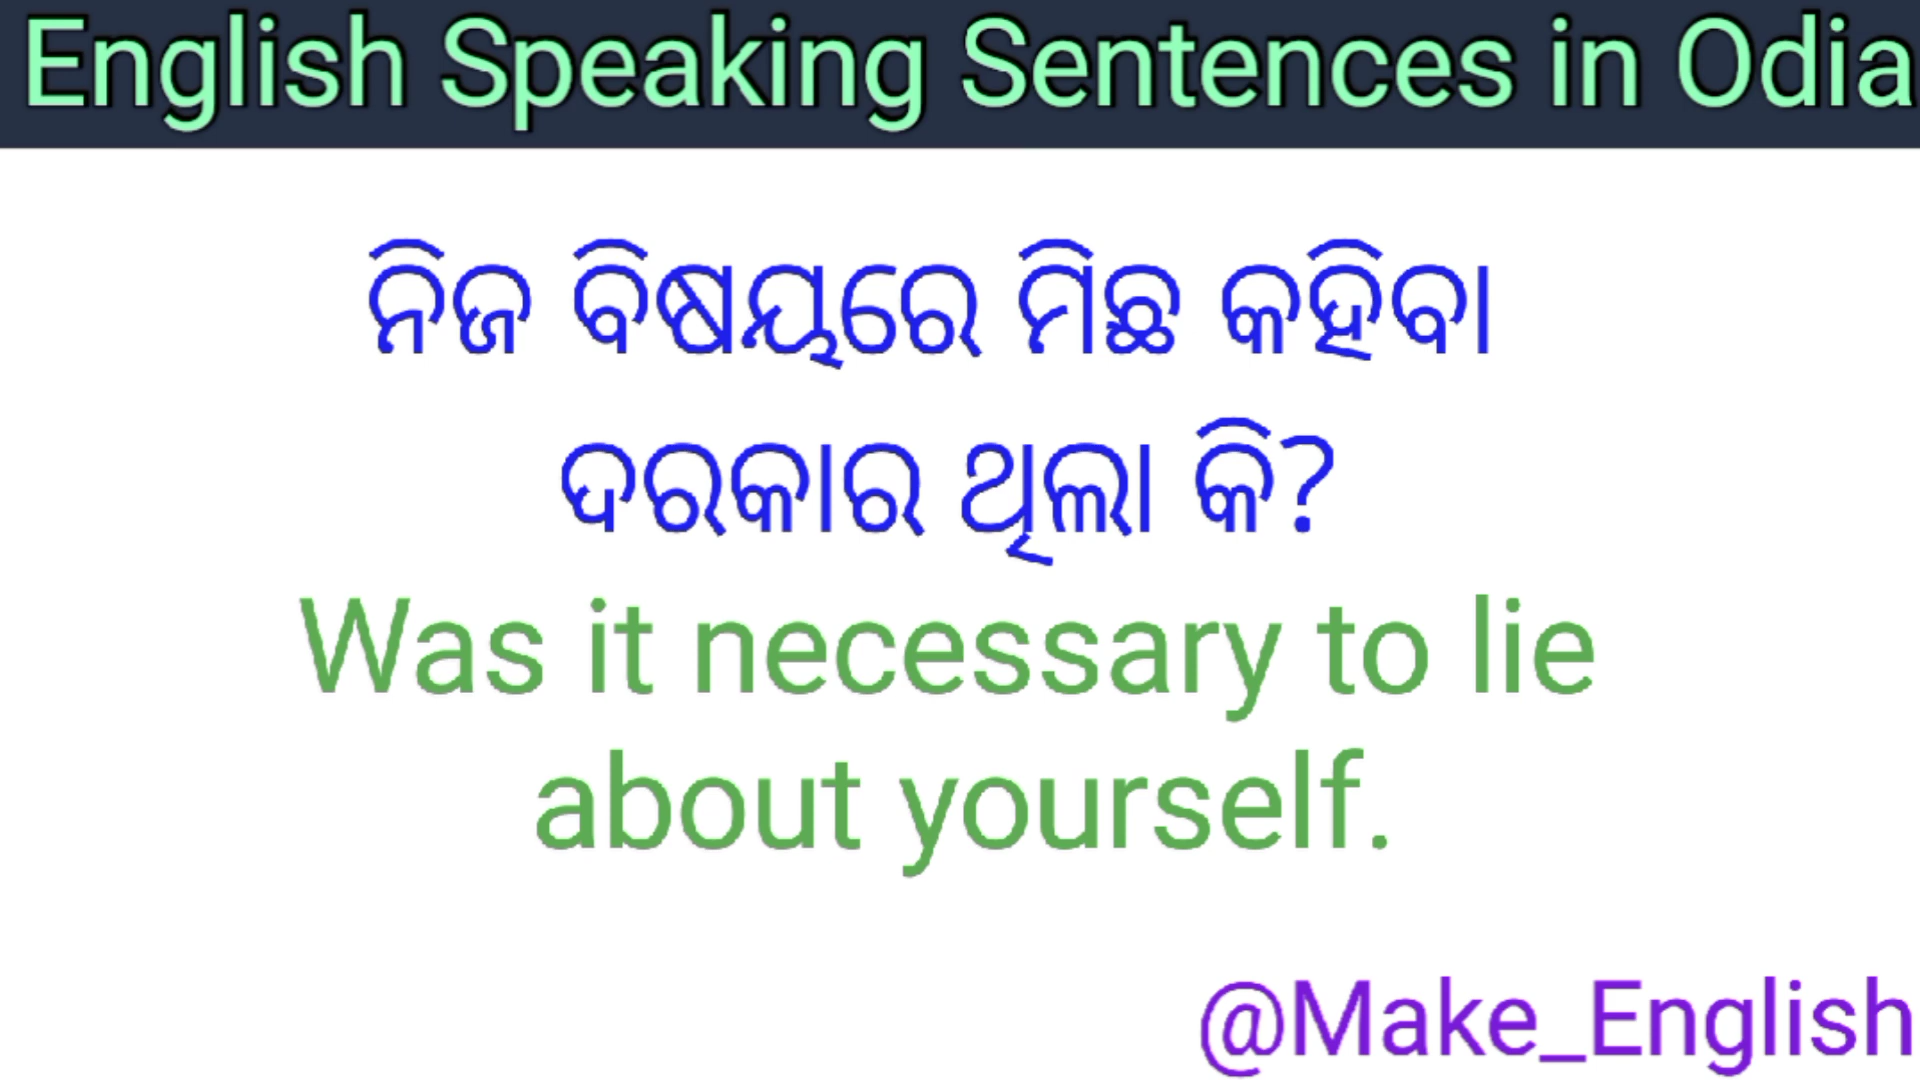 English Speaking Sentences in Odia
ନିଜ ବିଷୟରେ ମିଛ କହିବା
ଦରକାର ଥିଲା କି?
Was it necessary to lie
about yourself.
@Make_English